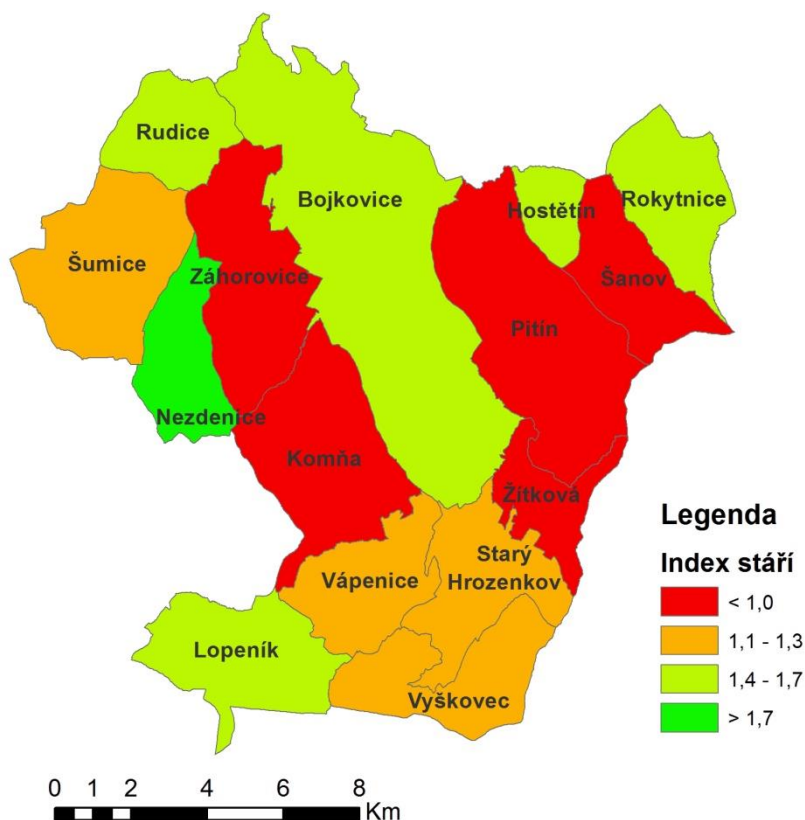 Rudice
Bojkovice
Hostětín
Rokytnice
Šumice
Záhorovice
Šanov
Pitín
Nezdenice
Komňa
Žítková
Starý
Hrozenkov
Vápenice
Lopeník
Vyškovec
Legenda
Index stáří
< 1,0
1,1 - 1,3
1,4 - 1,7
> 1,7
0 1 2 4 6 8
Km